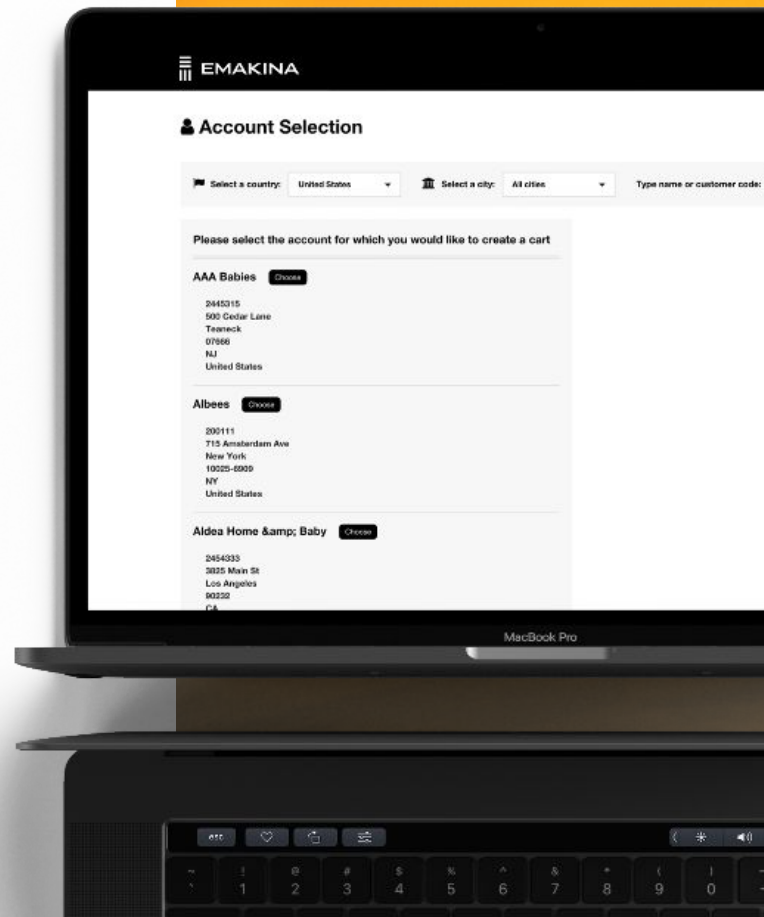 EMAKINA
Account Selection
Select a country: United States Select a city: All cities Type name or customer code:
Please select the account for which you would like to create a cart
AAA Babies Choose
2445315
500 Cedar Lane
Teaneck
07666
NJ
United States
Albees Choose
200111
715 Amsterdam Ave
New York
10025-6909
NY
United States
Aldea Home &amp; Baby Choose
2454333
3825 Main St
Los Angeles
90232
CA
MacBook Pro
esc
~ ! @ # $ % ^ & * ( )
` 1 2 3 4 5 6 7 8 9 0